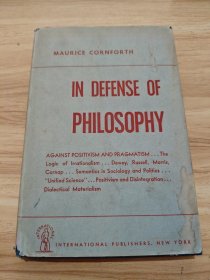 MAURICE CORNFORTH
IN DEFENSE OF
PHILOSOPHY
AGAINST POSITIVISM AND PRAGMATISM . . . The
Logic of Irrationalism . . . Dewey, Russell, Morris,
Carnap . . . Semantics in Sociology and Politics . . .
"Unified Science" . . . Positivism and Disintegration . . .
Dialectical Materialism
INTERNATIONAL PUBLISHERS, NEW YORK